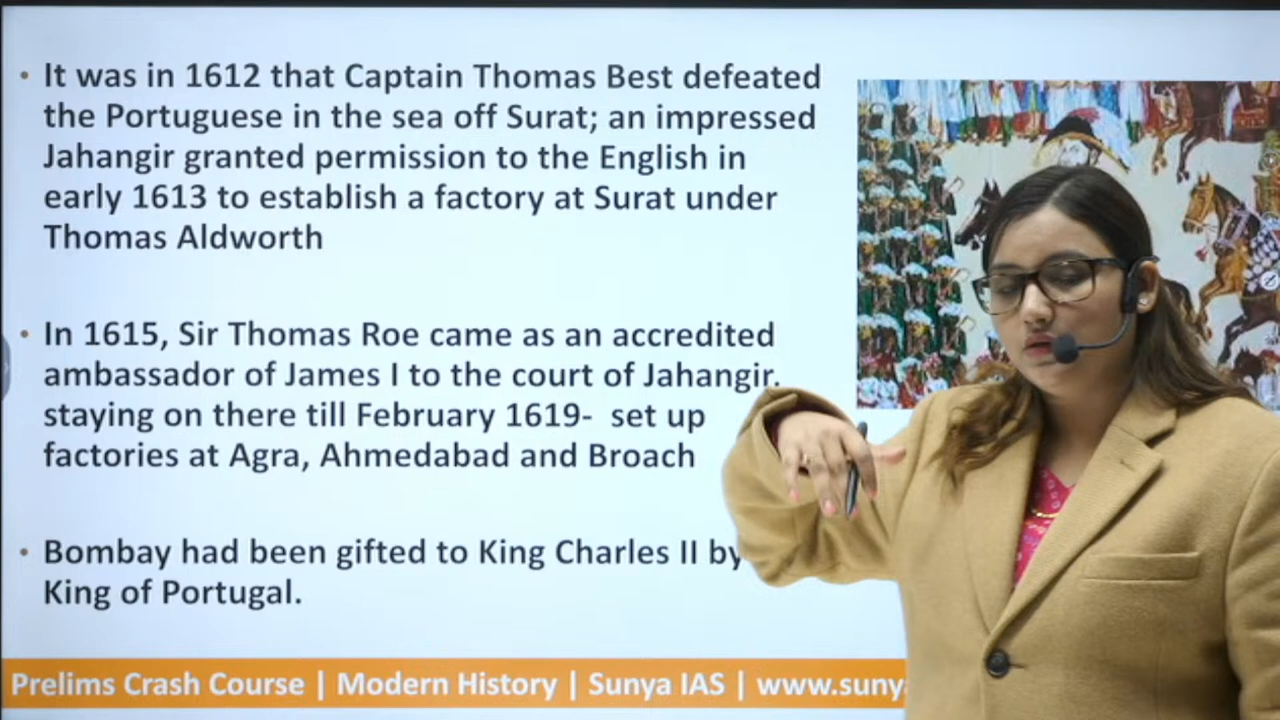 • It was in 1612 that Captain Thomas Best defeated
the Portuguese in the sea off Surat; an impressed
Jahangir granted permission to the English in
early 1613 to establish a factory at Surat under
Thomas Aldworth
• In 1615, Sir Thomas Roe came as an accredited
ambassador of James I to the court of Jahangir,
staying on there till February 1619- set up
factories at Agra, Ahmedabad and Broach
• Bombay had been gifted to King Charles II by
King of Portugal.
Prelims Crash Course | Modern History | Sunya IAS | www.suny